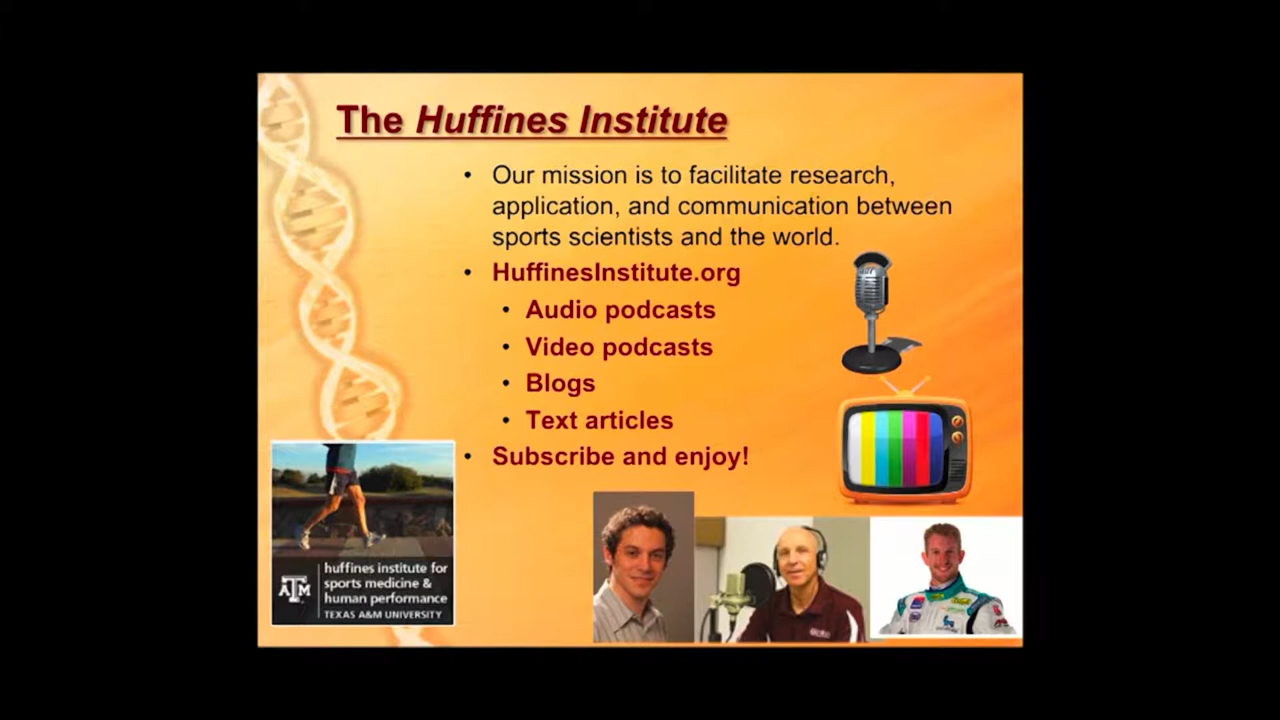 The Huffines Institute
• Our mission is to facilitate research,
application, and communication between
sports scientists and the world.
• HuffinesInstitute.org
• Audio podcasts
• Video podcasts
• Blogs
• Text articles
• Subscribe and enjoy!
huffines institute for
sports medicine &
human performance
TEXAS A&M UNIVERSITY
ATM